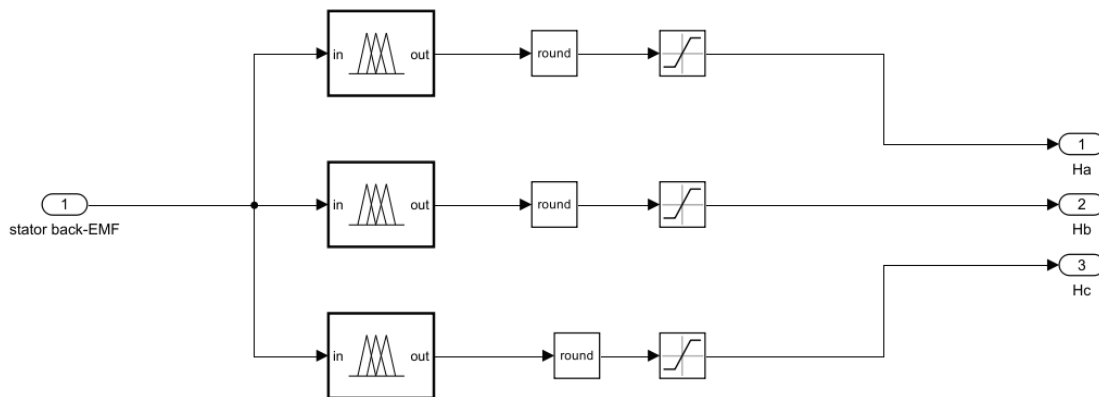 in out round
1
Ha
1
stator back-EMF
in out round
2
Hb
3
Hc
in out round